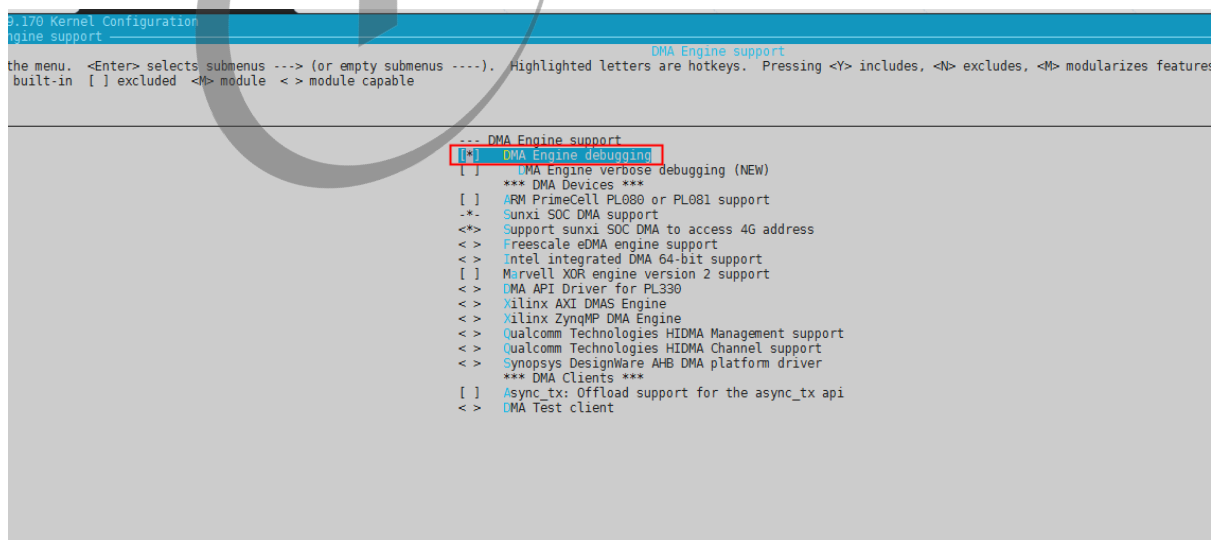 9.170 Kernel Configuration
ngine support
DMA Engine support
the menu.  <Enter> selects submenus ---> (or empty submenus ----).  Highlighted letters are hotkeys.  Pressing <Y> includes, <N> excludes, <M> modularizes features
built-in  [ ] excluded  <M> module  < > module capable
--- DMA Engine support
[*]   DMA Engine debugging
[ ]     DMA Engine verbose debugging (NEW)
*** DMA Devices ***
[ ]   ARM PrimeCell PL080 or PL081 support
-*-   Sunxi SOC DMA support
<*>   Support sunxi SOC DMA to access 4G address
< >   Freescale eDMA engine support
< >   Intel integrated DMA 64-bit support
[ ]   Marvell XOR engine version 2 support
< >   DMA API Driver for PL330
< >   Xilinx AXI DMAS Engine
< >   Xilinx ZynqMP DMA Engine
< >   Qualcomm Technologies HIDMA Management support
< >   Qualcomm Technologies HIDMA Channel support
< >   Synopsys DesignWare AHB DMA platform driver
*** DMA Clients ***
[ ]   Async_tx: Offload support for the async_tx api
< >   DMA Test client